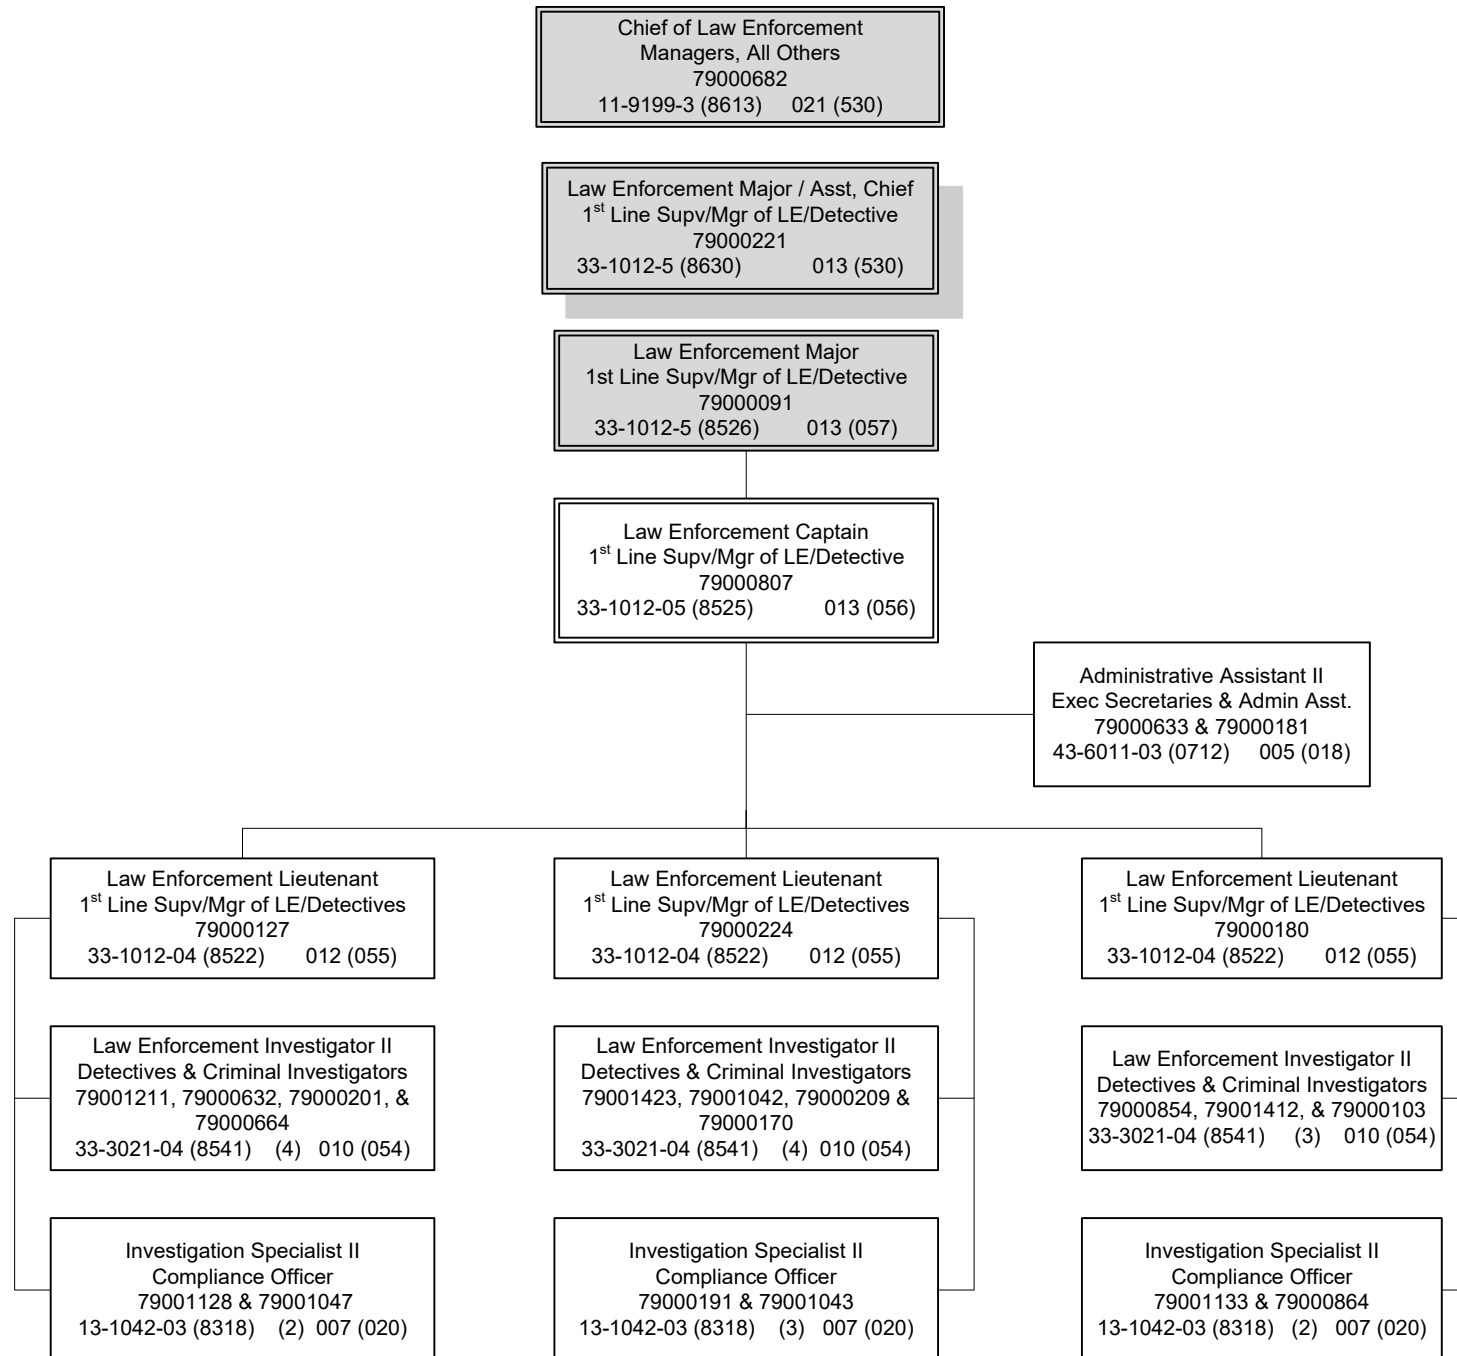 Chief of Law Enforcement
Managers, All Others
79000682
11-9199-3 (8613) 021 (530)
Law Enforcement Major / Asst, Chief
1st Line Supv/Mgr of LE/Detective
79000221
33-1012-5 (8630) 013 (530)
Law Enforcement Major
1st Line Supv/Mgr of LE/Detective
79000091
33-1012-5 (8526) 013 (057)
Law Enforcement Captain
1st Line Supv/Mgr of LE/Detective
79000807
33-1012-05 (8525) 013 (056)
Administrative Assistant II
Exec Secretaries & Admin Asst.
79000633 & 79000181
43-6011-03 (0712) 005 (018)
Law Enforcement Lieutenant
1st Line Supv/Mgr of LE/Detectives
79000127
33-1012-04 (8522) 012 (055)
Law Enforcement Lieutenant
1st Line Supv/Mgr of LE/Detectives
79000224
33-1012-04 (8522) 012 (055)
Law Enforcement Lieutenant
1st Line Supv/Mgr of LE/Detectives
79000180
33-1012-04 (8522) 012 (055)
Law Enforcement Investigator II
Detectives & Criminal Investigators
79001211, 79000632, 79000201, &
79000664
33-3021-04 (8541) (4) 010 (054)
Law Enforcement Investigator II
Detectives & Criminal Investigators
79001423, 79001042, 79000209 &
79000170
33-3021-04 (8541) (4) 010 (054)
Law Enforcement Investigator II
Detectives & Criminal Investigators
79000854, 79001412, & 79000103
33-3021-04 (8541) (3) 010 (054)
Investigation Specialist II
Compliance Officer
79001128 & 79001047
13-1042-03 (8318) (2) 007 (020)
Investigation Specialist II
Compliance Officer
79000191 & 79001043
13-1042-03 (8318) (3) 007 (020)
Investigation Specialist II
Compliance Officer
79001133 & 79000864
13-1042-03 (8318) (2) 007 (020)